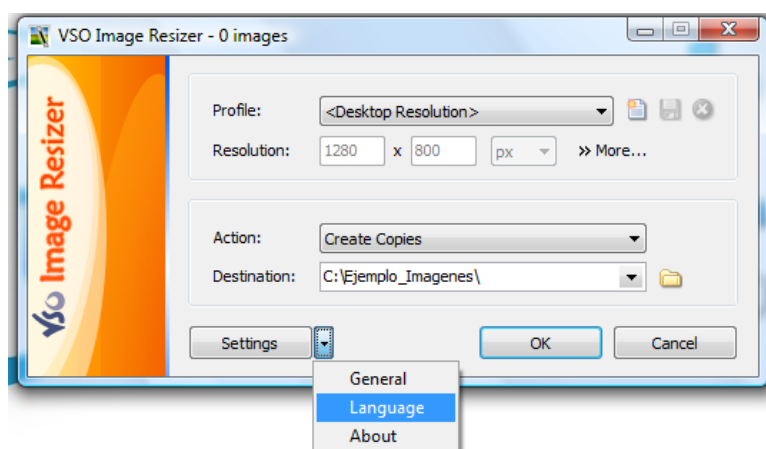 VSO Image Resizer - 0 images
vso Image Resizer
Profile: <Desktop Resolution>
Resolution: 1280 x 800 px » More...
Action: Create Copies
Destination: C:\Ejemplo_Imagenes\
Settings OK Cancel
General
Language
About